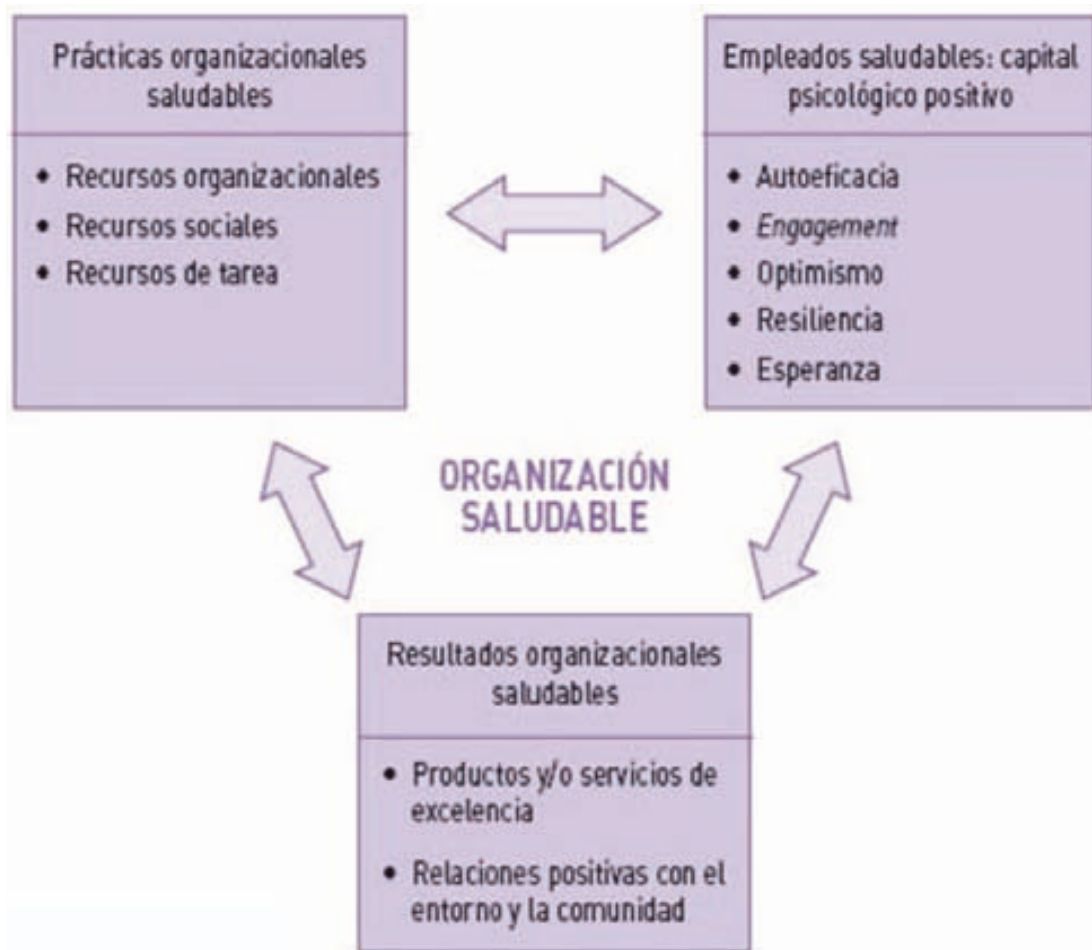 Prácticas organizacionales
saludables
• Recursos organizacionales
• Recursos sociales
• Recursos de tarea
Empleados saludables: capital
psicológico positivo
• Autoeficacia
• Engagement
• Optimismo
• Resiliencia
• Esperanza
ORGANIZACIÓN
SALUDABLE
Resultados organizacionales
saludables
• Productos y/o servicios de
excelencia
• Relaciones positivas con el
entorno y la comunidad